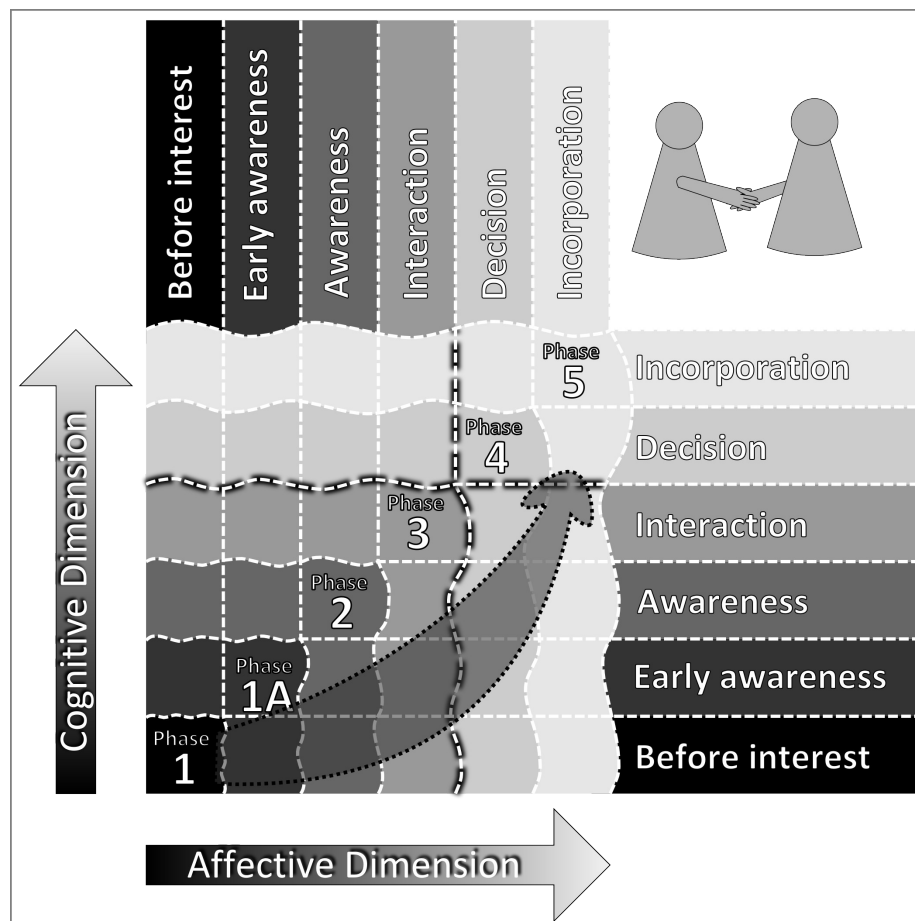 Before interest
Early awareness
Awareness
Interaction
Decision
Incorporation
Phase
5
Incorporation
Phase
4
Decision
Phase
3
Interaction
Phase
2
Awareness
Phase
1A
Early awareness
Phase
1
Before interest
Cognitive Dimension
Affective Dimension